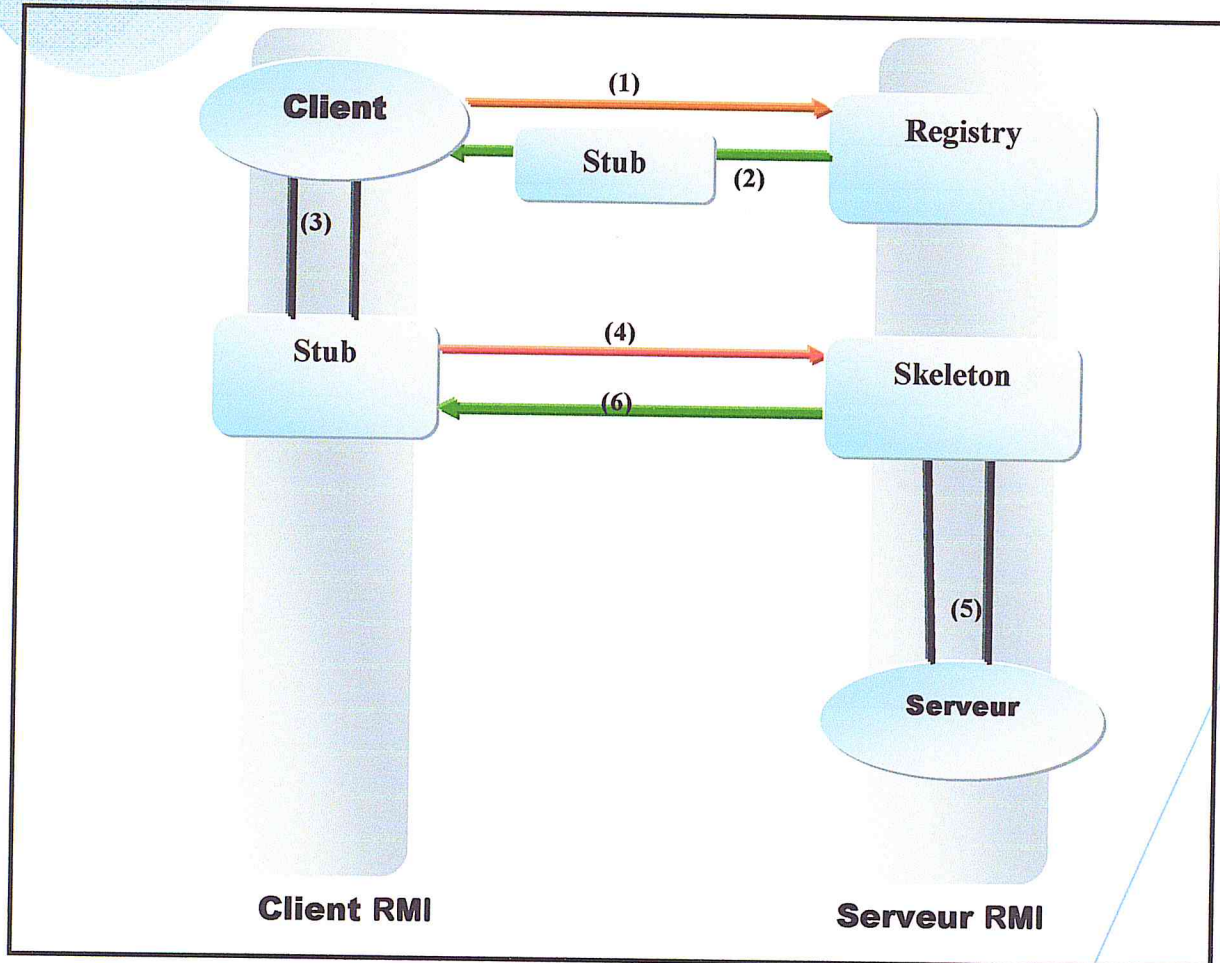 Client
(1)
Registry
Stub
(2)
(3)
Stub
(4)
Skeleton
(6)
(5)
Serveur
Client RMI
Serveur RMI